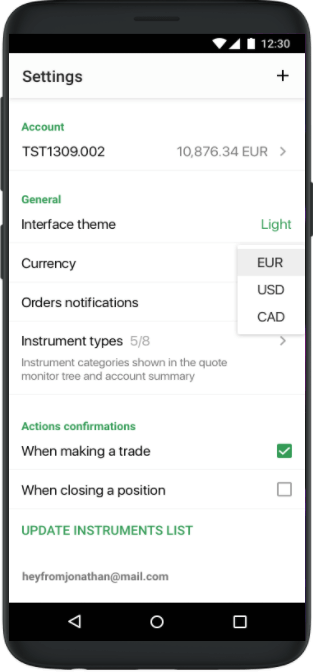 12:30
Settings +
Account
TST1309.002 10,876.34 EUR
General
Interface theme Light
Currency EUR
USD
Orders notifications
CAD
Instrument types 5/8
Instrument categories shown in the quote
monitor tree and account summary
Actions confirmations
When making a trade
When closing a position
UPDATE INSTRUMENTS LIST
heyfromjonathan@mail.com